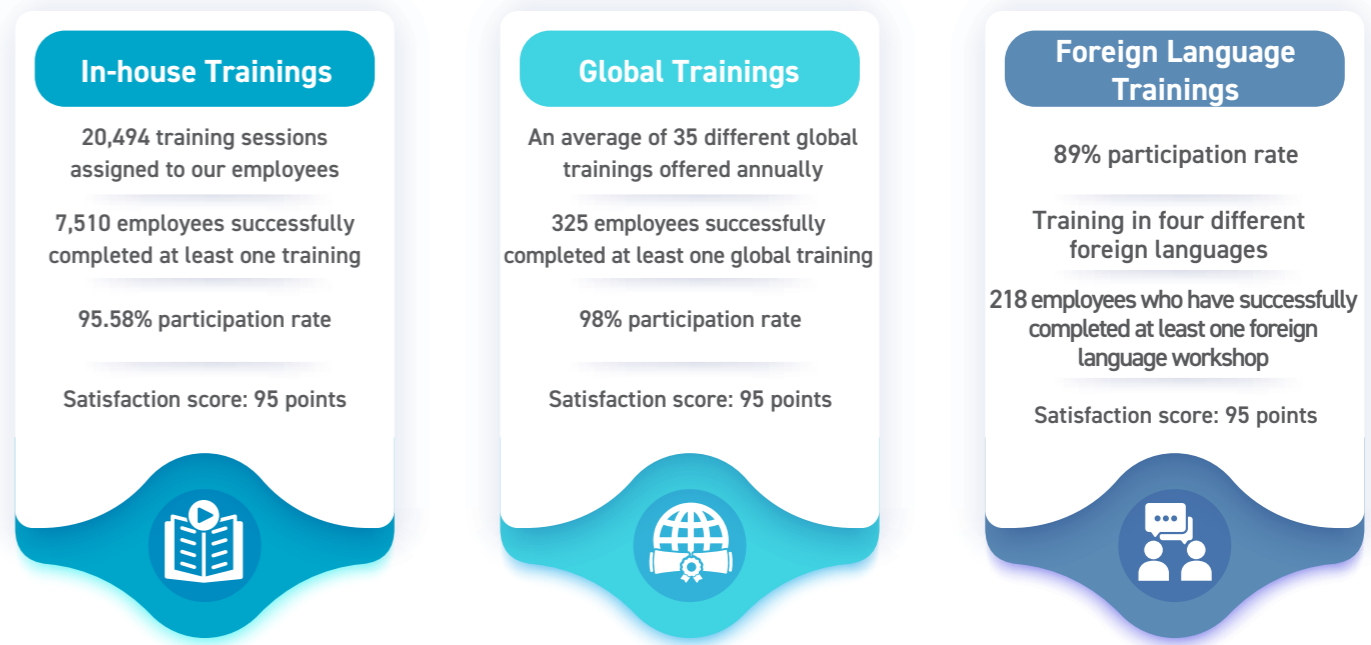 In-house Trainings
20,494 training sessions
assigned to our employees
7,510 employees successfully
completed at least one training
95.58% participation rate
Satisfaction score: 95 points
Global Trainings
An average of 35 different global
trainings offered annually
325 employees successfully
completed at least one global training
98% participation rate
Satisfaction score: 95 points
Foreign Language
Trainings
89% participation rate
Training in four different
foreign languages
218 employees who have successfully
completed at least one foreign
language workshop
Satisfaction score: 95 points